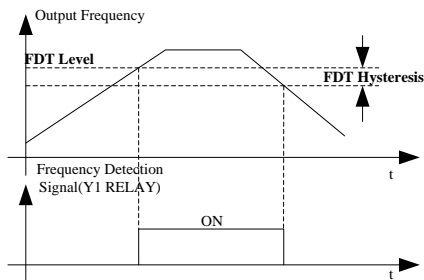 Output Frequency
FDT Level
FDT Hysteresis
t
Frequency Detection
Signal(Y1 RELAY)
ON
t